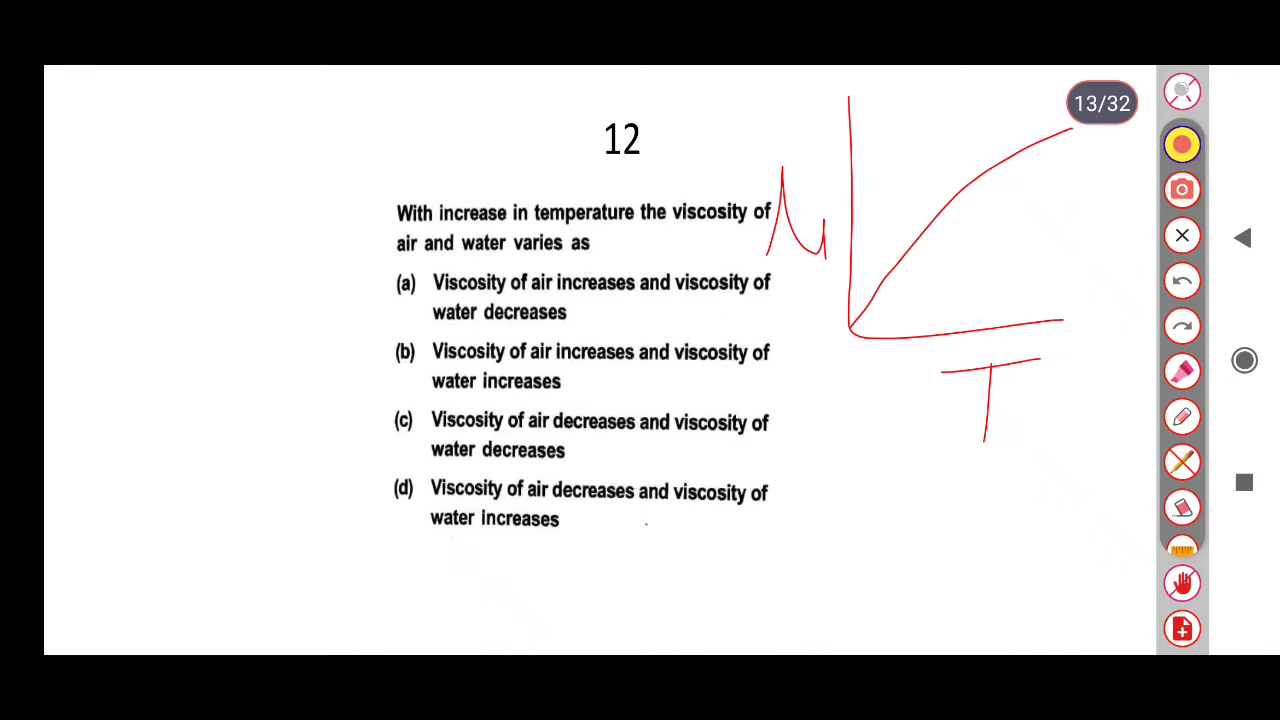 13/32
12
With increase in temperature the viscosity of
air and water varies as
(a) Viscosity of air increases and viscosity of
water decreases
(b) Viscosity of air increases and viscosity of
water increases
(c) Viscosity of air decreases and viscosity of
water decreases
(d) Viscosity of air decreases and viscosity of
water increases
μ
T